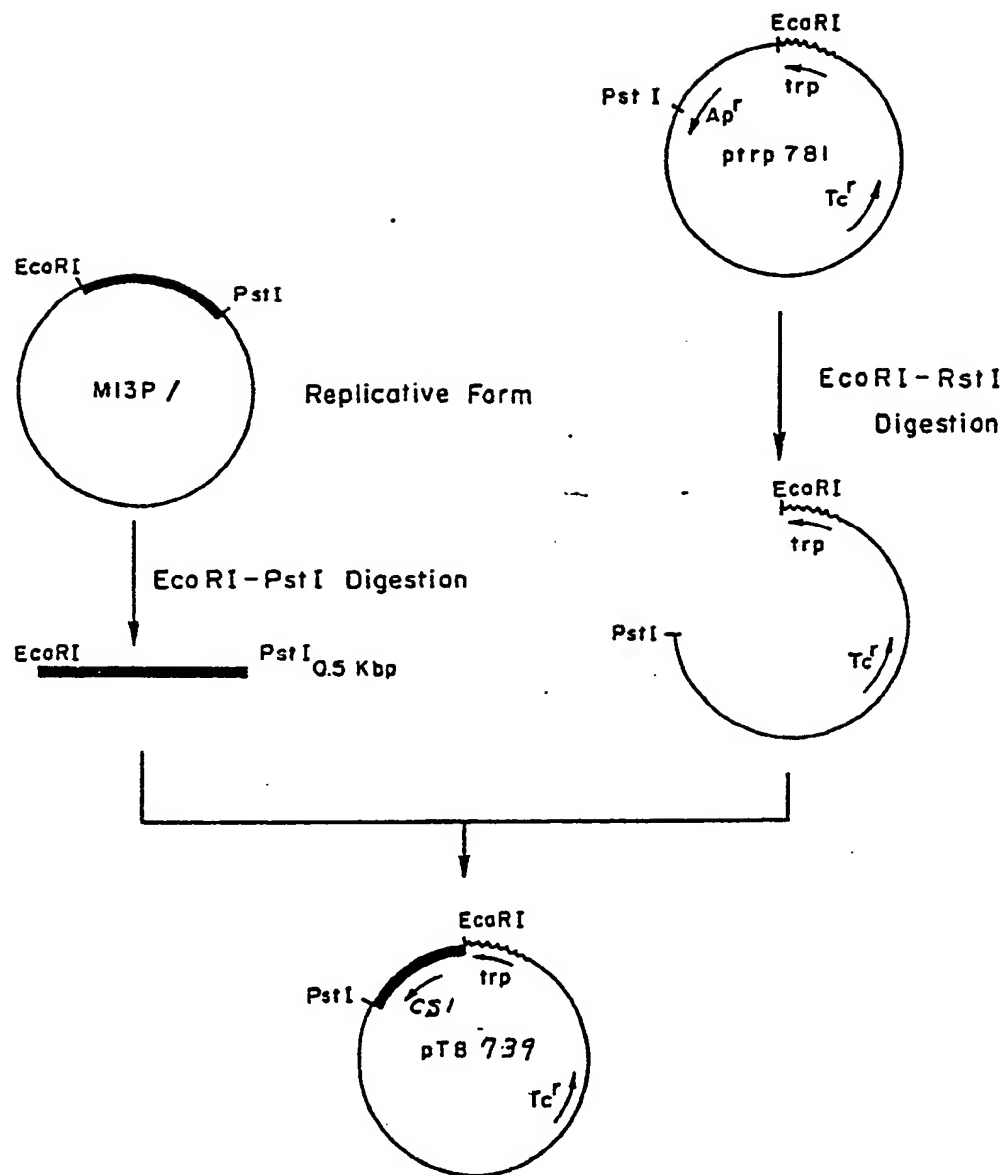 EcoRI
trp
Pst I
Apr
ptrp 781
Tcr
EcoRI
PstI
M13P1
Replicative Form
EcoRI-RstI
Digestion
EcoRI-PstI Digestion
EcoRI
trp
PstI
Tcr
EcoRI
PstI
0.5 Kbp
EcoRI
trp
PstI
CS1
pT8 739
Tcr